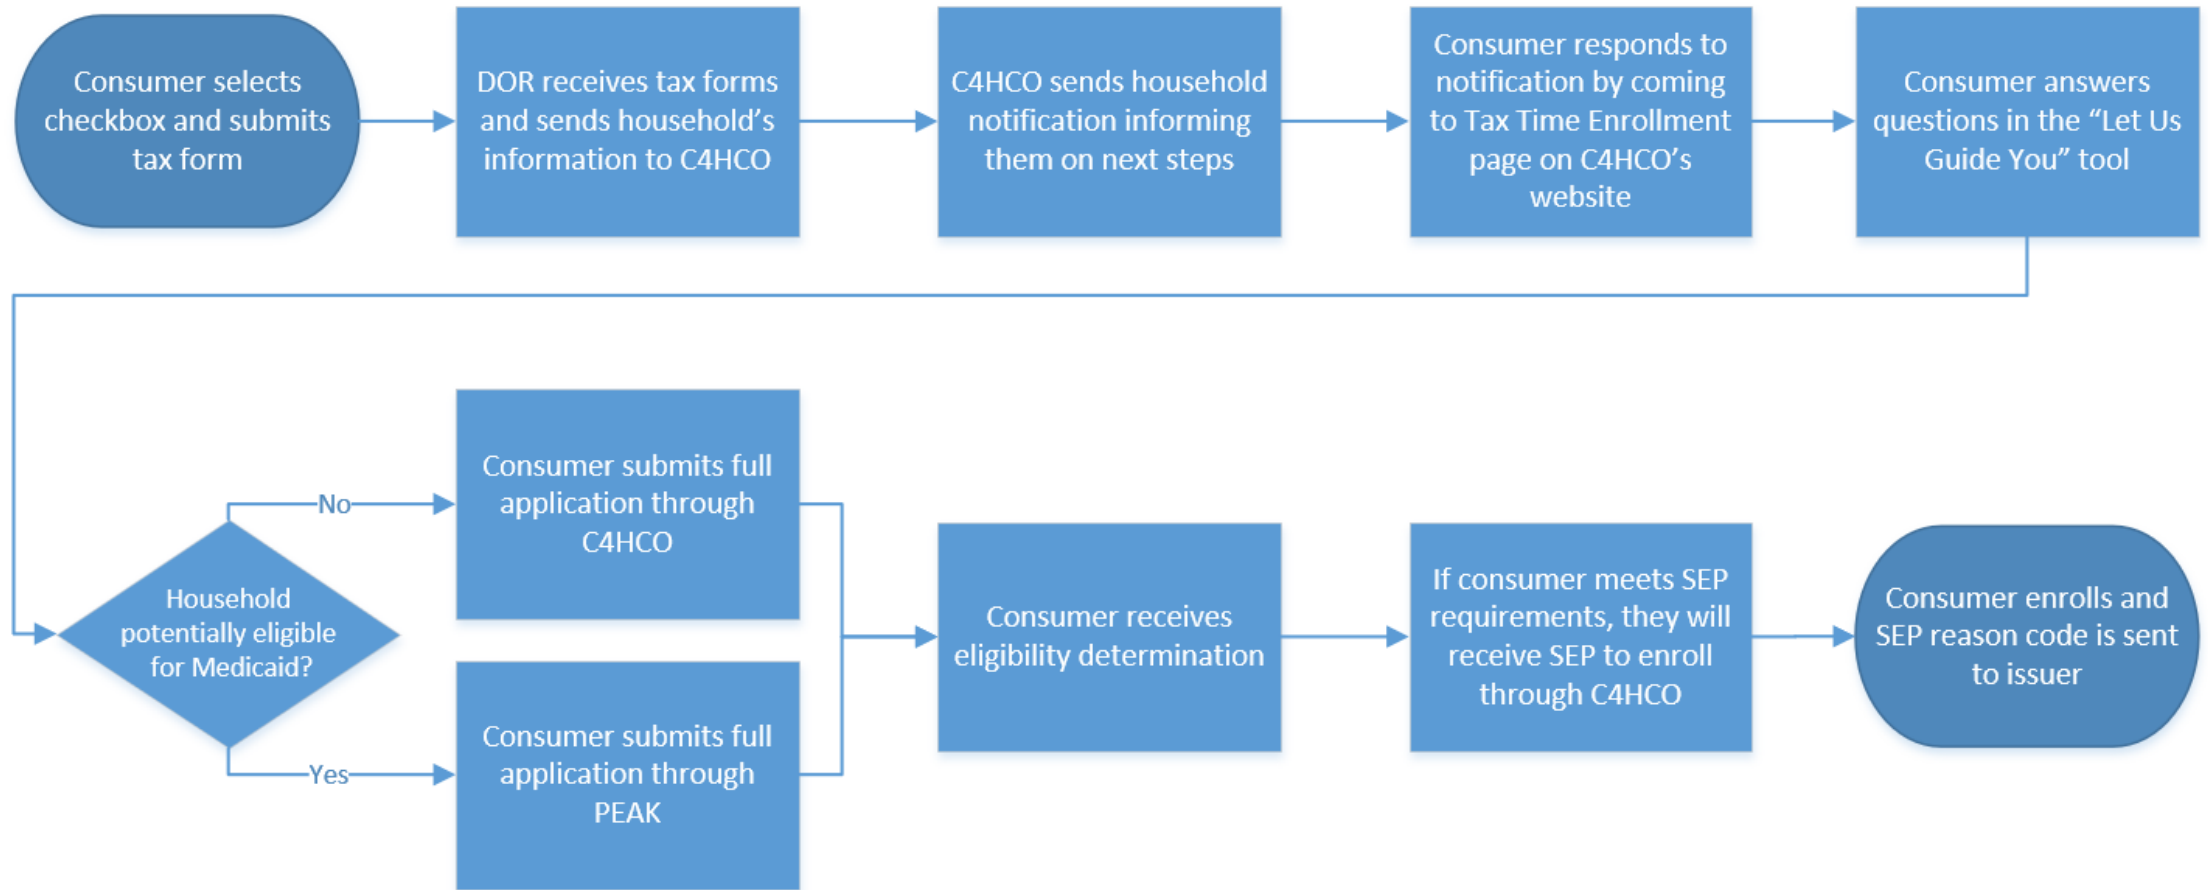 Consumer selects
checkbox and submits
tax form
DOR receives tax forms
and sends household’s
information to C4HCO
C4HCO sends household
notification informing
them on next steps
Consumer responds to
notification by coming
to Tax Time Enrollment
page on C4HCO’s
website
Consumer answers
questions in the “Let Us
Guide You” tool
Household
potentially eligible
for Medicaid?
No
Consumer submits full
application through
C4HCO
Yes
Consumer submits full
application through
PEAK
Consumer receives
eligibility determination
If consumer meets SEP
requirements, they will
receive SEP to enroll
through C4HCO
Consumer enrolls and
SEP reason code is sent
to issuer